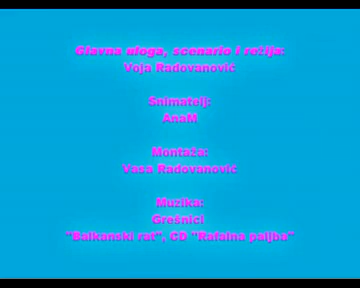 Glavna uloga, scenario i režija:
Voja Radovanović
Snimatelj:
AnaM
Montaža:
Vasa Radovanović
Muzika:
Grešnici
"Balkanski rat", CD "Rafalna paljba"